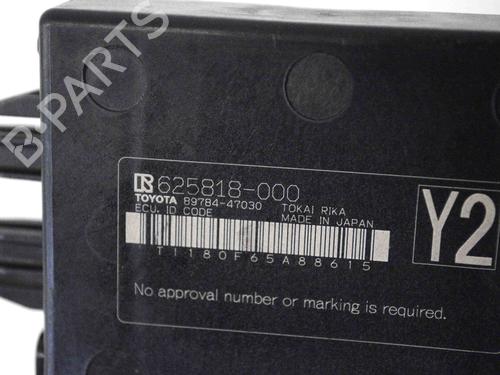 B-PARTS
625818-000
TOYOTA 89784-47030 TOKAI RIKA
ECU, ID CODE MADE IN JAPAN
Y2
T1180F65A88615
No approval number or marking is required.
B-PARTS